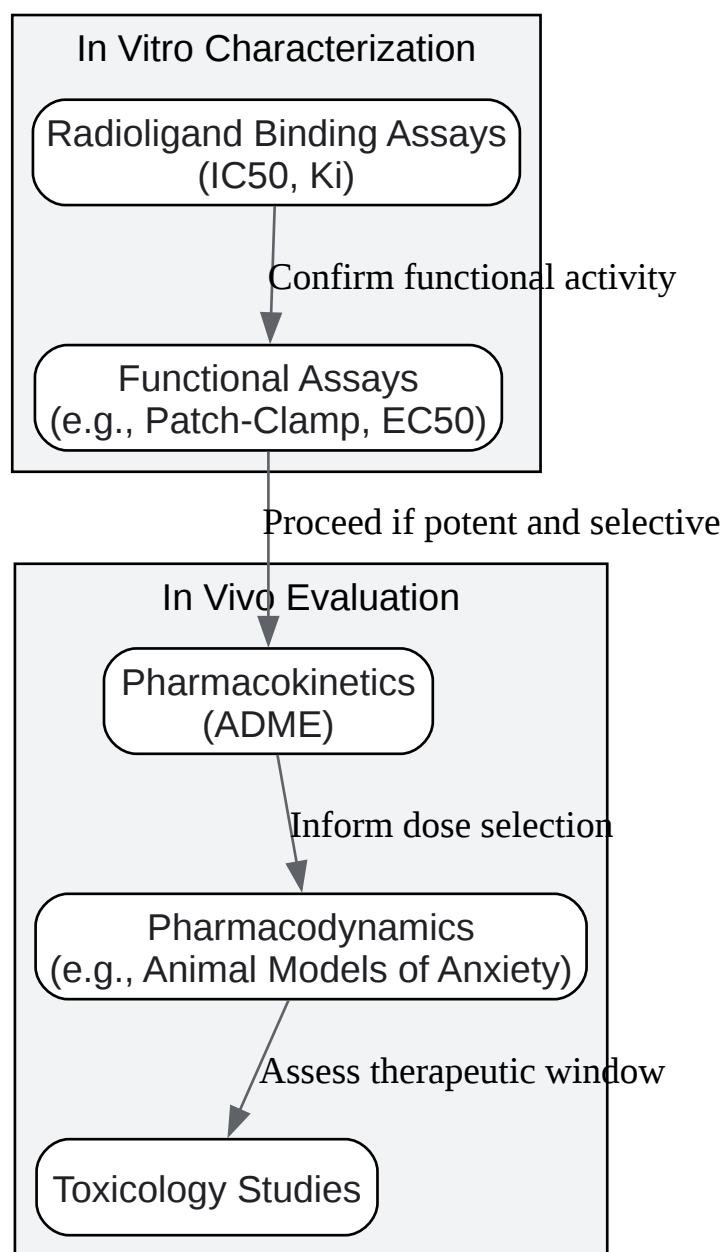 In Vitro Characterization
Radioligand Binding Assays
(IC50, Ki)
Confirm functional activity
Functional Assays
(e.g., Patch-Clamp, EC50)
Proceed if potent and selective
In Vivo Evaluation
Pharmacokinetics
(ADME)
Inform dose selection
Pharmacodynamics
(e.g., Animal Models of Anxiety)
Assess therapeutic window
Toxicology Studies